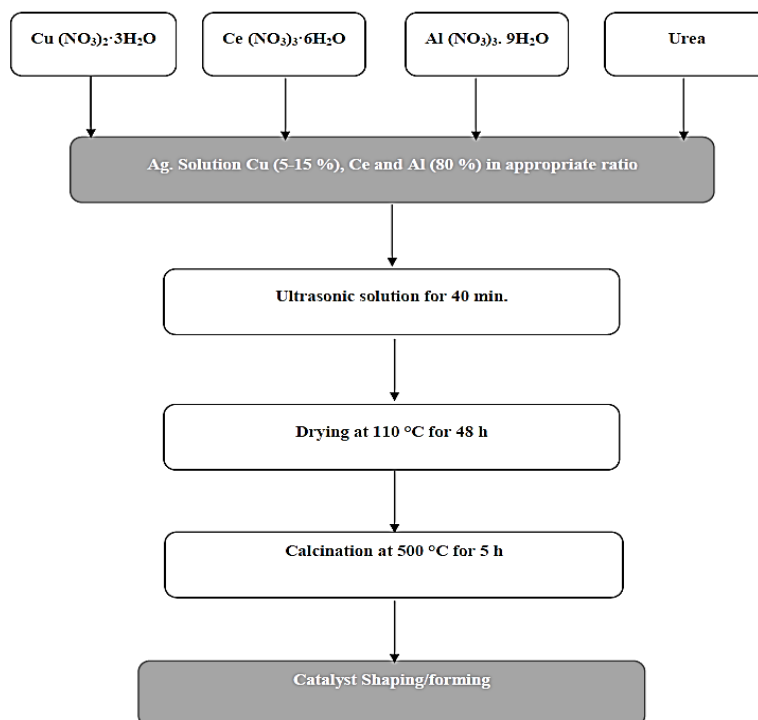 Cu (NO₃)₂·3H₂O
Ce (NO₃)₃·6H₂O
Al (NO₃)₃. 9H₂O
Urea
Ag. Solution Cu (5-15 %), Ce and Al (80 %) in appropriate ratio
Ultrasonic solution for 40 min.
Drying at 110 °C for 48 h
Calcination at 500 °C for 5 h
Catalyst Shaping/forming